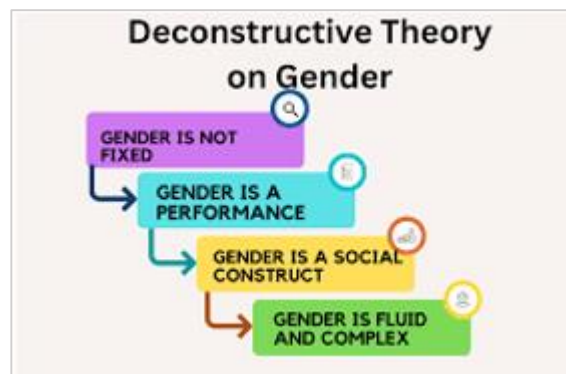 Deconstructive Theory
on Gender
GENDER IS NOT
FIXED
GENDER IS A
PERFORMANCE
GENDER IS A SOCIAL
CONSTRUCT
GENDER IS FLUID
AND COMPLEX